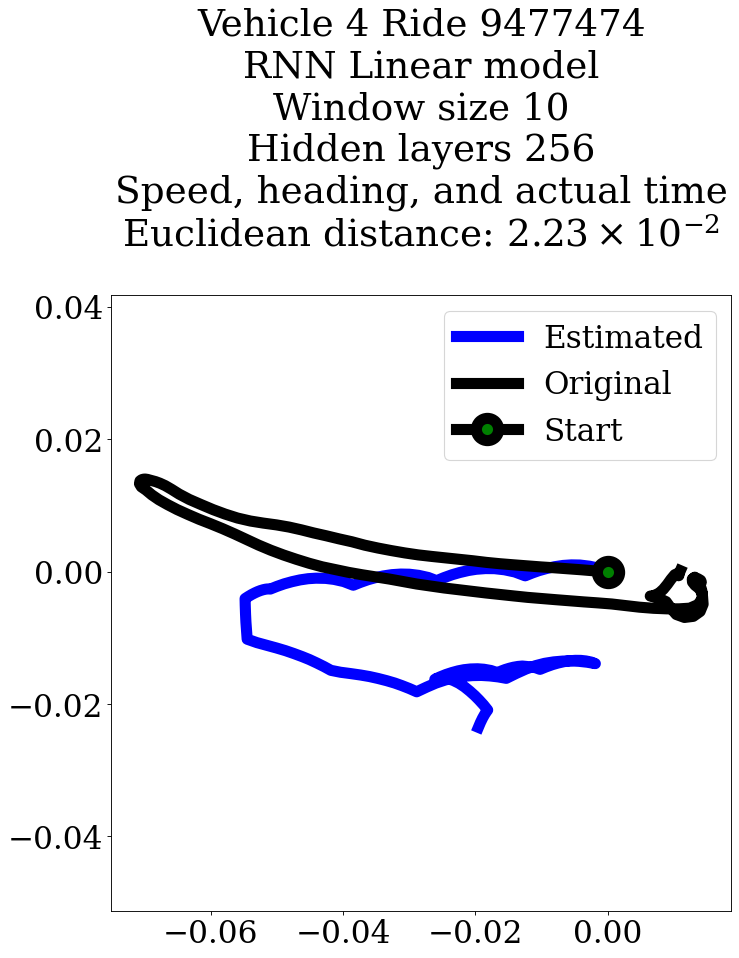 Vehicle 4 Ride 9477474
RNN Linear model
Window size 10
Hidden layers 256
Speed, heading, and actual time
Euclidean distance: 2.23 × 10⁻²
Estimated
Original
Start
0.04
0.02
0.00
−0.02
−0.04
−0.06 −0.04 −0.02 0.00